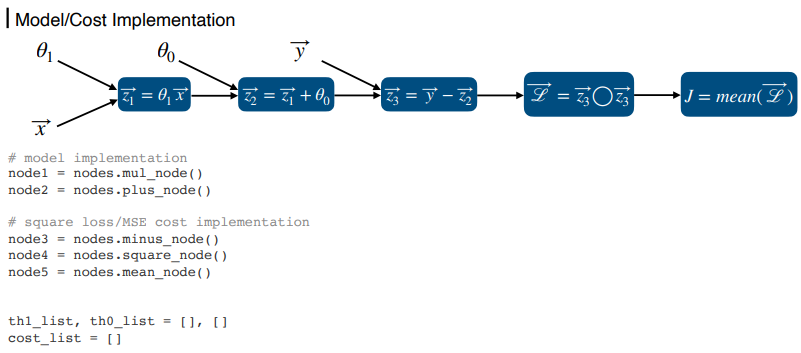 Model/Cost Implementation
θ₁ θ₀ y⃗
z⃗₁ = θ₁x⃗ z⃗₂ = z⃗₁ + θ₀ z⃗₃ = y⃗ − z⃗₂ ℒ⃗ = z⃗₃◯z⃗₃ J = mean(ℒ⃗)
x⃗
# model implementation
node1 = nodes.mul_node()
node2 = nodes.plus_node()
# square loss/MSE cost implementation
node3 = nodes.minus_node()
node4 = nodes.square_node()
node5 = nodes.mean_node()
th1_list, th0_list = [], []
cost_list = []